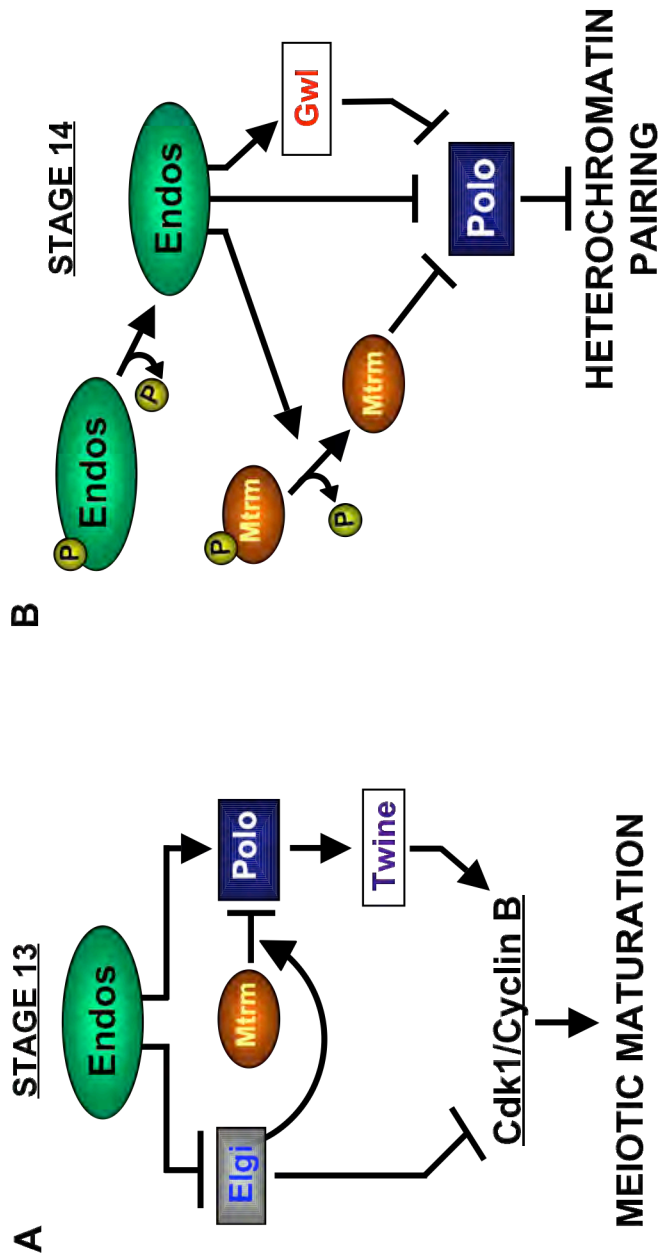 A
STAGE 13
Endos
Elgi
Mtrm
Polo
Twine
Cdk1/Cyclin B
MEIOTIC MATURATION
B
STAGE 14
P
Endos
P
Endos
P
Mtrm
P
Mtrm
Gwl
Polo
HETEROCHROMATIN
PAIRING